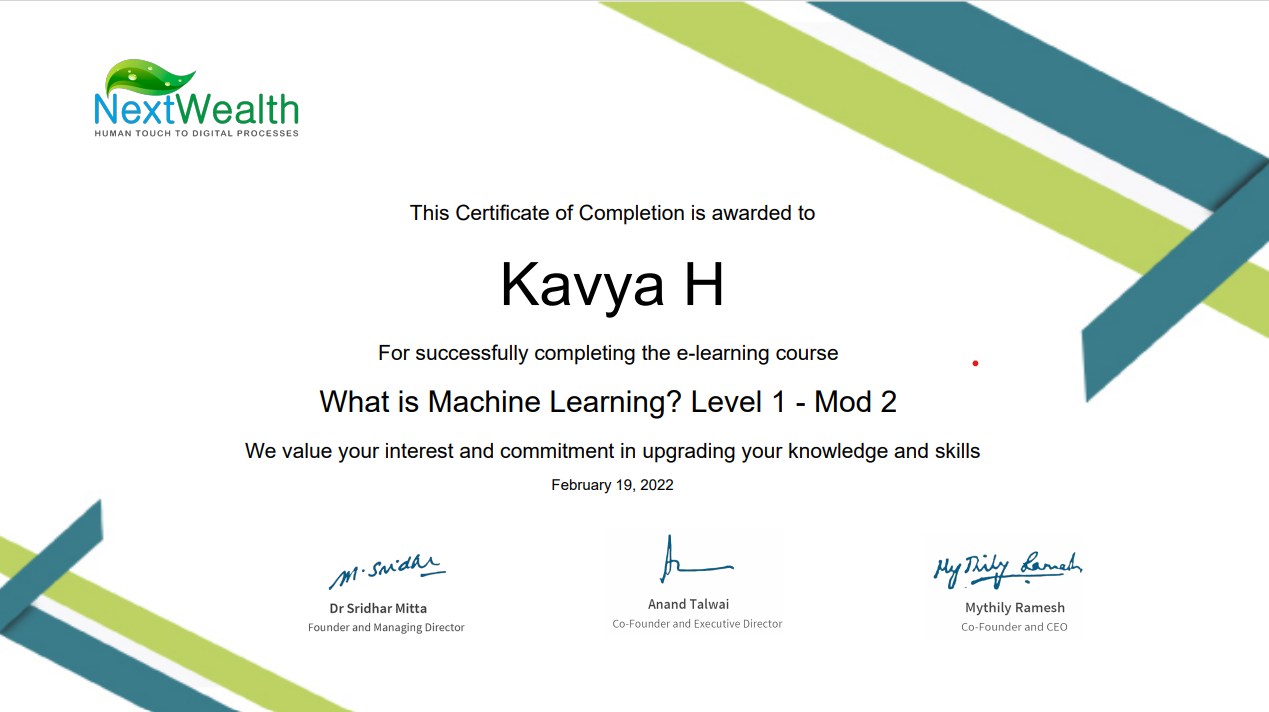 NextWealth
HUMAN TOUCH TO DIGITAL PROCESSES
This Certificate of Completion is awarded to
Kavya H
For successfully completing the e-learning course
What is Machine Learning? Level 1 - Mod 2
We value your interest and commitment in upgrading your knowledge and skills
February 19, 2022
M. Sridhar
Dr Sridhar Mitta
Founder and Managing Director
Anand Talwai
Co-Founder and Executive Director
Mythily Ramesh
Mythily Ramesh
Co-Founder and CEO